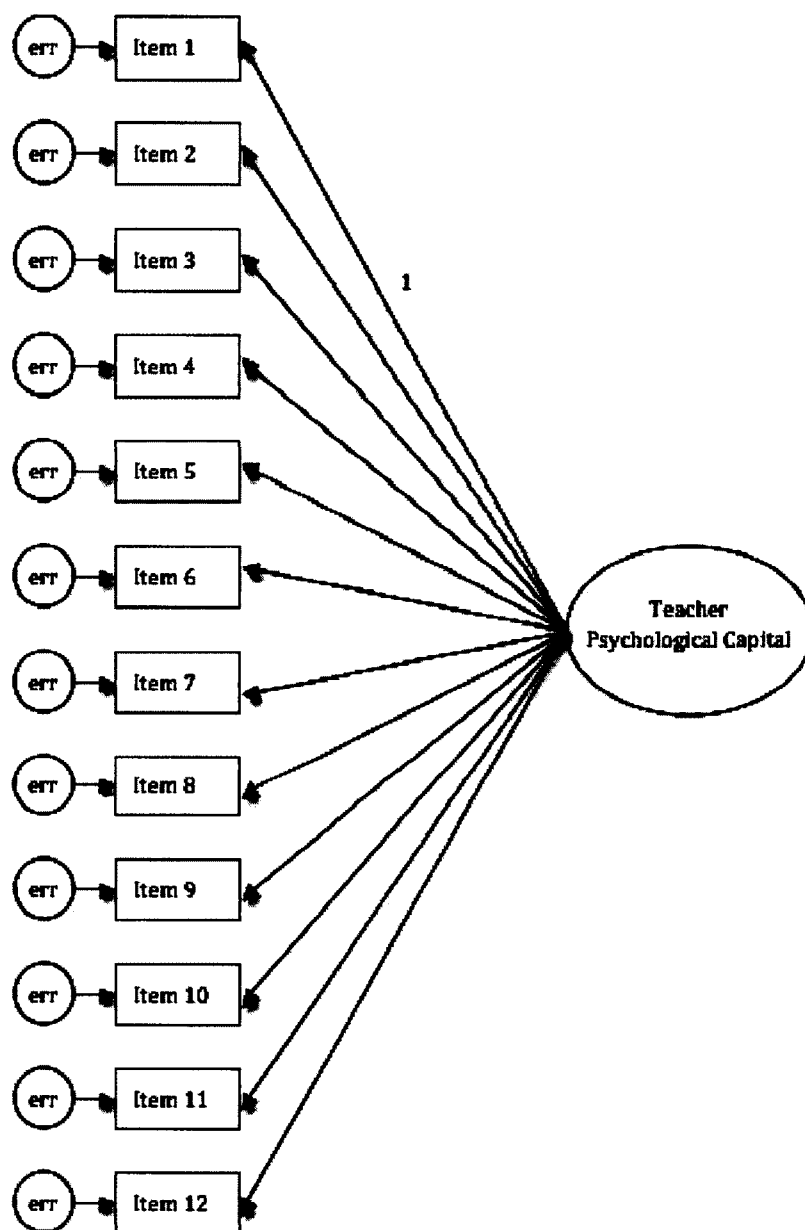 err Item 1
err Item 2
err Item 3
1
err Item 4
err Item 5
err Item 6
Teacher
Psychological Capital
err Item 7
err Item 8
err Item 9
err Item 10
err Item 11
err Item 12